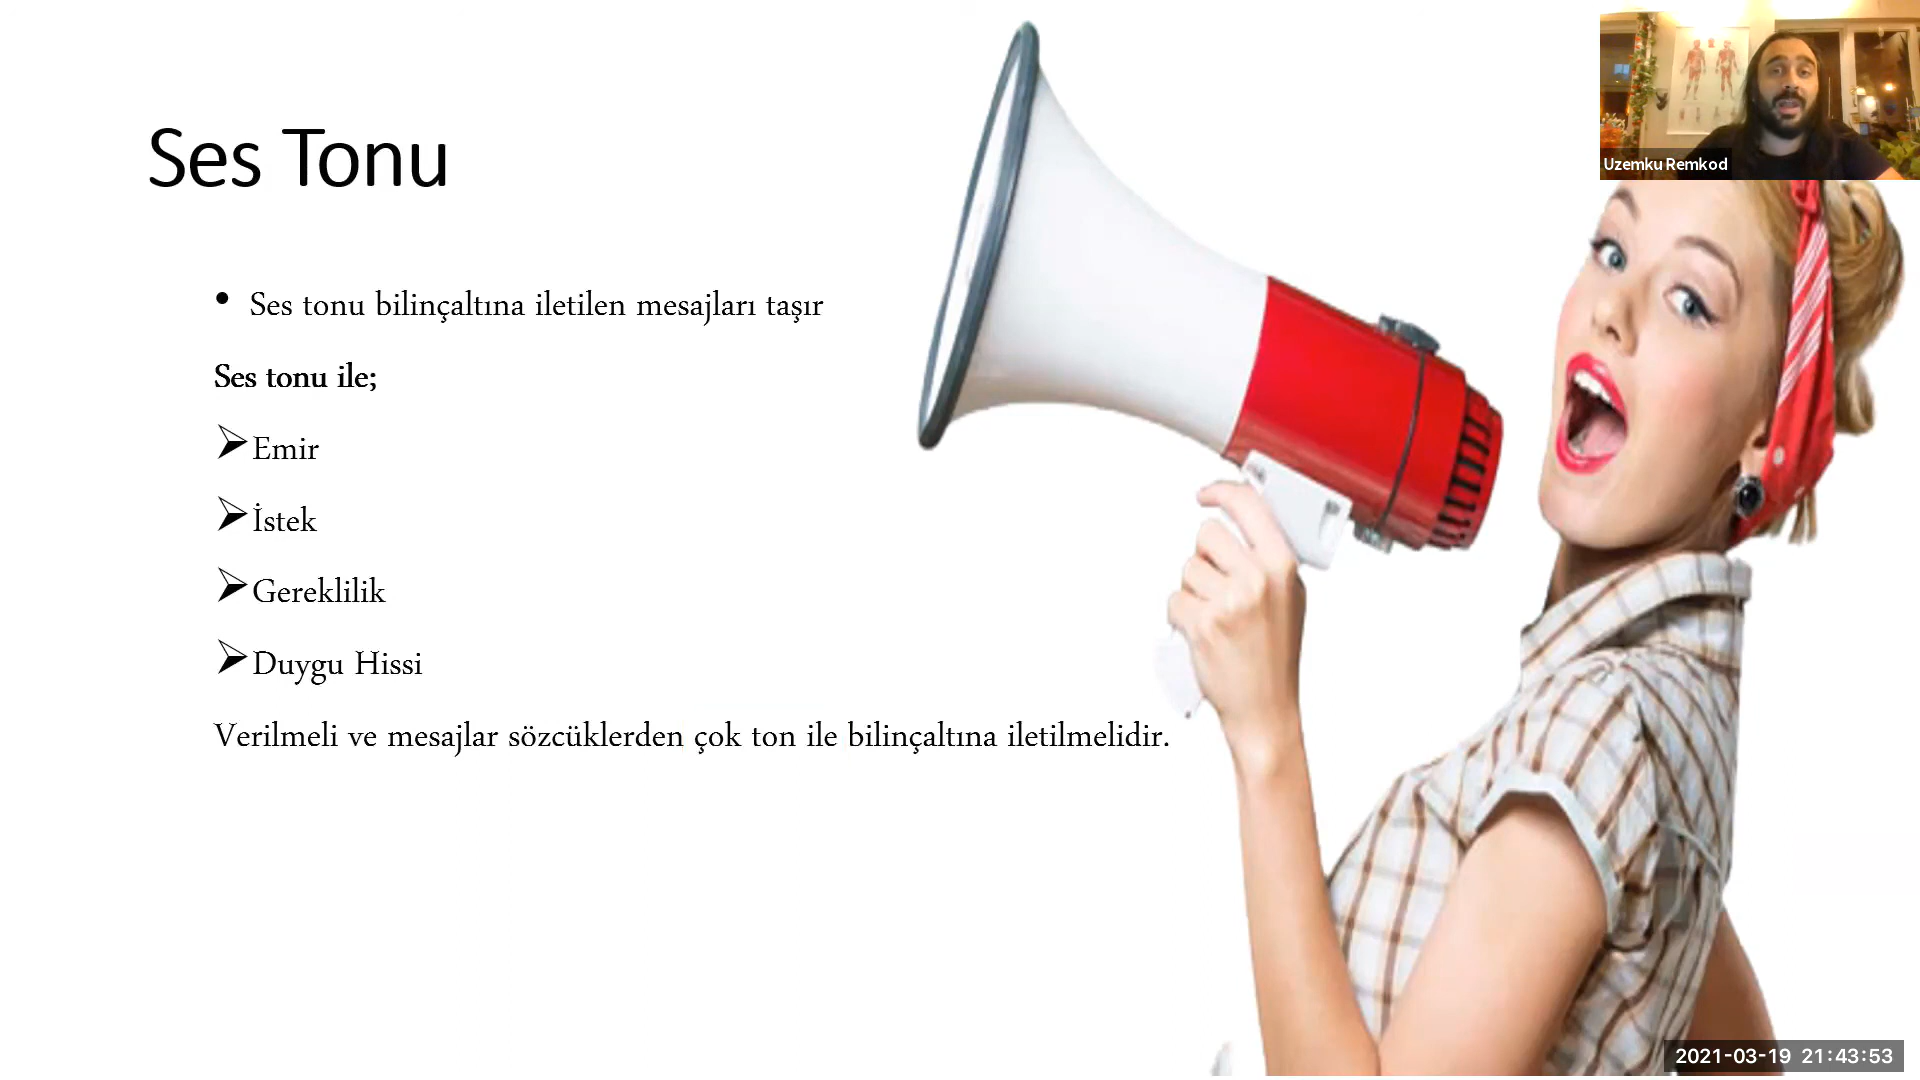 Ses Tonu
• Ses tonu bilinçaltına iletilen mesajları taşır
Ses tonu ile;
➢Emir
➢İstek
➢Gereklilik
➢Duygu Hissi
Verilmeli ve mesajlar sözcüklerden çok ton ile bilinçaltına iletilmelidir.
Uzemku Remkod
2021-03-19 21:43:53